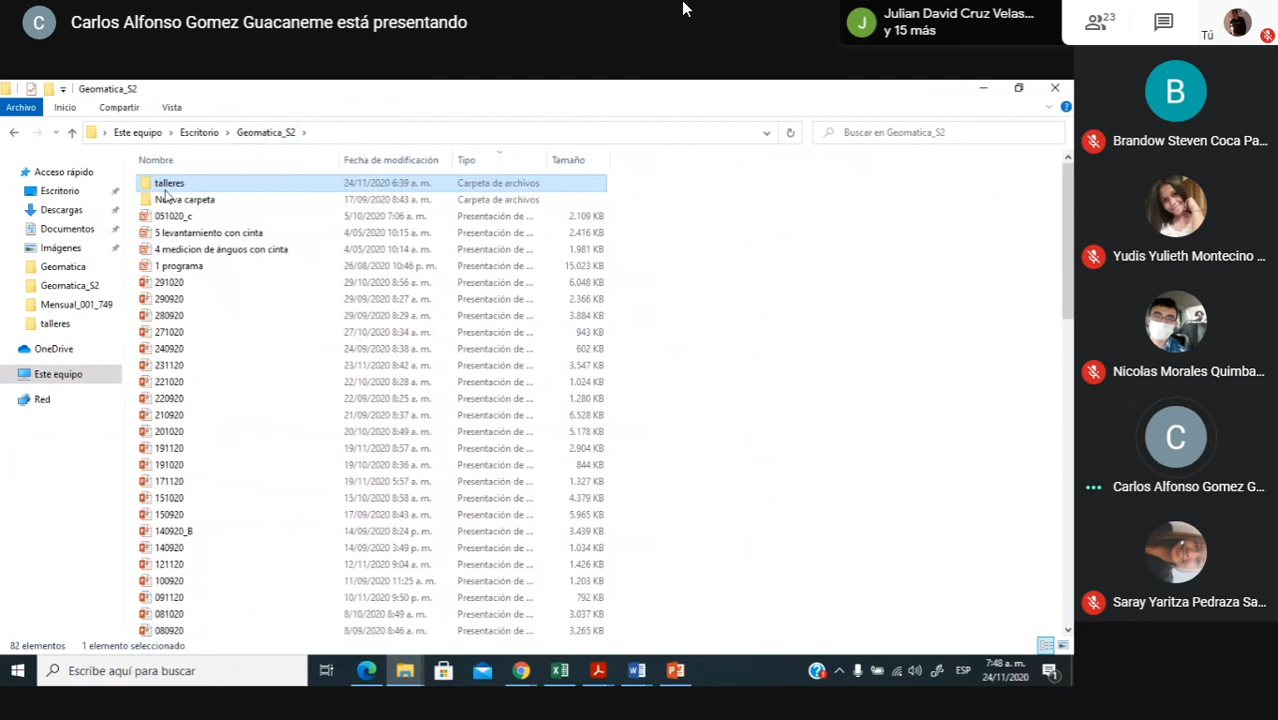 C Carlos Alfonso Gomez Guacaneme está presentando
J Julian David Cruz Velas...
y 15 más
23
Tú
Geomatica_S2
Archivo Inicio Compartir Vista
Este equipo Escritorio Geomatica_S2
Buscar en Geomatica_S2
Nombre Fecha de modificación Tipo Tamaño
talleres 24/11/2020 6:39 a. m. Carpeta de archivos
Nueva carpeta 17/09/2020 8:43 a. m. Carpeta de archivos
051020_c 5/10/2020 7:06 a. m. Presentación de ... 2.109 KB
5 levantamiento con cinta 4/05/2020 10:15 a. m. Presentación de ... 2.416 KB
4 medicion de ánguos con cinta 4/05/2020 10:14 a. m. Presentación de ... 1.981 KB
1 programa 26/08/2020 10:46 p. m. Presentación de ... 15.023 KB
291020 29/10/2020 8:56 a. m. Presentación de ... 6.048 KB
290920 29/09/2020 8:27 a. m. Presentación de ... 2.366 KB
280920 29/09/2020 8:29 a. m. Presentación de ... 3.884 KB
271020 27/10/2020 8:34 a. m. Presentación de ... 943 KB
240920 24/09/2020 8:38 a. m. Presentación de ... 602 KB
231120 23/11/2020 8:42 a. m. Presentación de ... 3.547 KB
221020 22/10/2020 8:28 a. m. Presentación de ... 1.024 KB
220920 22/09/2020 8:25 a. m. Presentación de ... 1.280 KB
210920 21/09/2020 8:37 a. m. Presentación de ... 6.528 KB
201020 20/10/2020 8:49 a. m. Presentación de ... 5.178 KB
191120 19/11/2020 8:57 a. m. Presentación de ... 2.904 KB
191020 19/10/2020 8:36 a. m. Presentación de ... 844 KB
171120 19/11/2020 5:57 a. m. Presentación de ... 1.327 KB
151020 15/10/2020 8:58 a. m. Presentación de ... 4.379 KB
150920 17/09/2020 8:43 a. m. Presentación de ... 5.965 KB
140920_B 14/09/2020 8:24 p. m. Presentación de ... 3.439 KB
140920 14/09/2020 3:49 p. m. Presentación de ... 1.034 KB
121120 12/11/2020 9:04 a. m. Presentación de ... 1.426 KB
100920 11/09/2020 11:25 a. m. Presentación de ... 1.203 KB
091120 10/11/2020 9:50 p. m. Presentación de ... 792 KB
081020 8/10/2020 8:49 a. m. Presentación de ... 3.037 KB
080920 8/09/2020 8:46 a. m. Presentación de ... 3.265 KB
Acceso rápido
Escritorio
Descargas
Documentos
Imágenes
Geomatica
Geomatica_S2
Mensual_001_749
talleres
OneDrive
Este equipo
Red
82 elementos 1 elemento seleccionado
Escribe aquí para buscar
ESP
7:48 a. m.
24/11/2020
1
B
Brandow Steven Coca Pa...
Yudis Yulieth Montecino ...
Nicolas Morales Quimba...
C
Carlos Alfonso Gomez G...
Saray Yaritza Pedraza Sa...